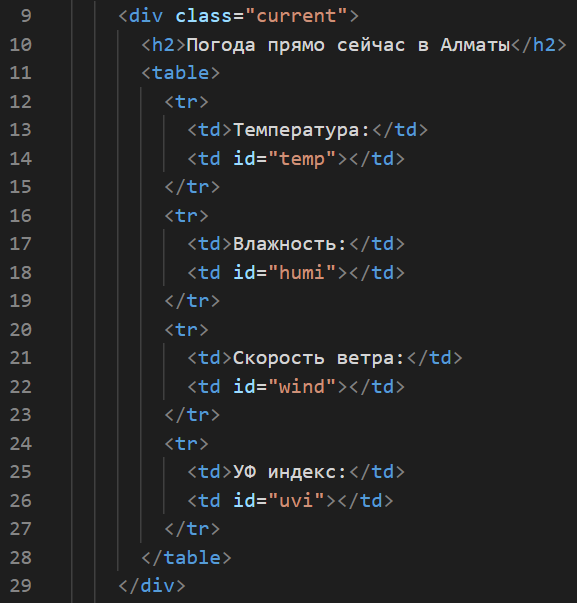 9 <div class="current">
10 <h2>Погода прямо сейчас в Алматы</h2>
11 <table>
12 <tr>
13 <td>Температура:</td>
14 <td id="temp"></td>
15 </tr>
16 <tr>
17 <td>Влажность:</td>
18 <td id="humi"></td>
19 </tr>
20 <tr>
21 <td>Скорость ветра:</td>
22 <td id="wind"></td>
23 </tr>
24 <tr>
25 <td>УФ индекс:</td>
26 <td id="uvi"></td>
27 </tr>
28 </table>
29 </div>